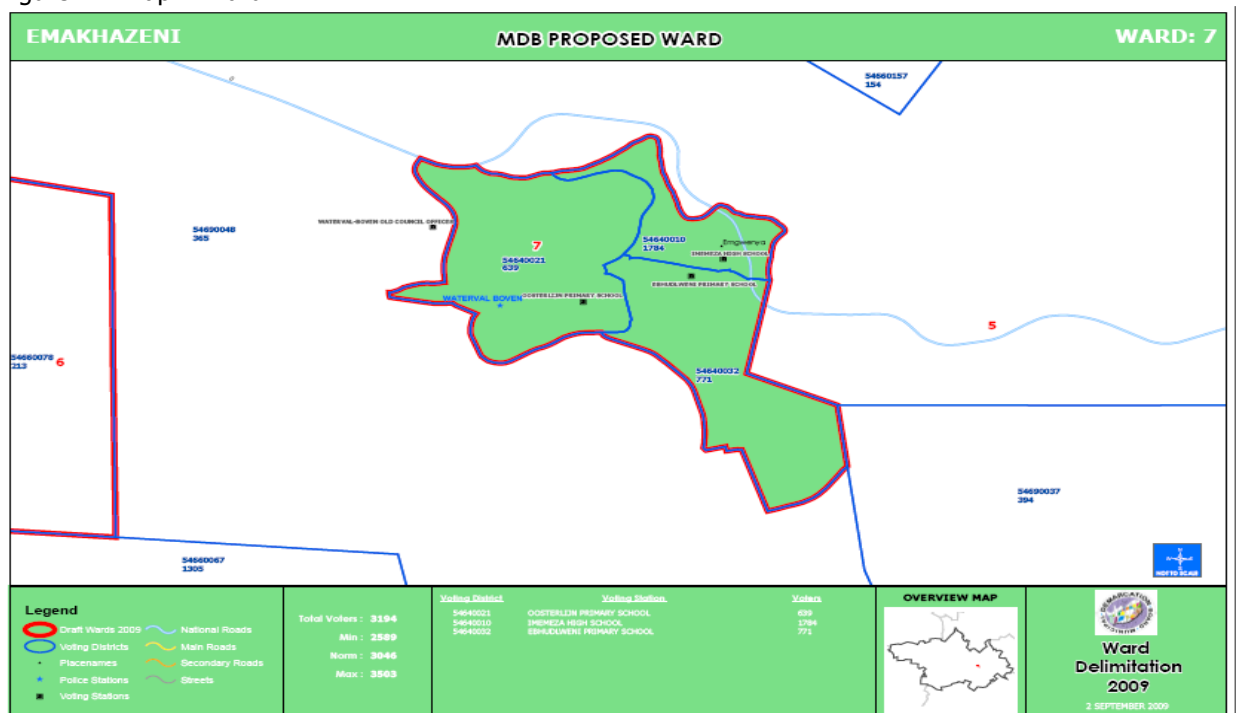 EMAKHAZENI
MDB PROPOSED WARD
WARD: 7
54660157
154
WATERVAL-BOVEN OLD COUNCIL OFFICES
54690048
365
7
54640021
639
54640010
1784
Emgwenya
IMEMEZA HIGH SCHOOL
EBHUDLWENI PRIMARY SCHOOL
WATERVAL BOVEN
OOSTERLIJN PRIMARY SCHOOL
5
54660078
213
6
54640032
771
54690037
394
54660067
1305
NOT TO SCALE
Legend
Draft Wards 2009
National Roads
Voting Districts
Main Roads
Placenames
Secondary Roads
Police Stations
Streets
Voting Stations
Total Voters : 3194
Min : 2589
Norm : 3046
Max : 3503
Voting District Voting Station Voters
54640021 OOSTERLIJN PRIMARY SCHOOL 639
54640010 IMEMEZA HIGH SCHOOL 1784
54640032 EBHUDLWENI PRIMARY SCHOOL 771
OVERVIEW MAP
Ward
Delimitation
2009
2 SEPTEMBER 2009